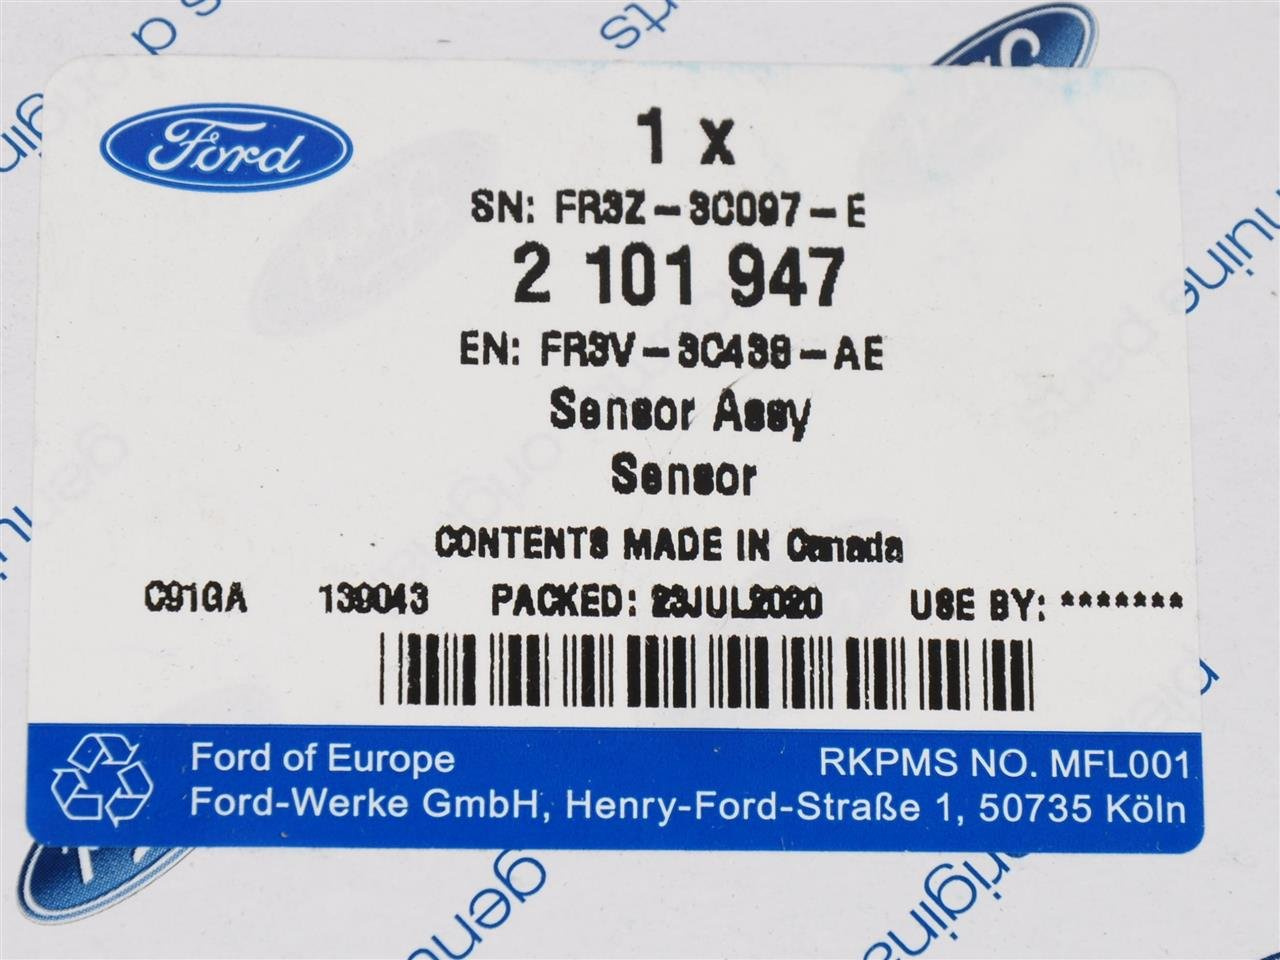 Ford
1 x
SN: FR3Z-3C097-E
2 101 947
EN: FR3V-3C438-AE
Sensor Assy
Sensor
CONTENTS MADE IN Canada
C91GA 139043 PACKED: 23JUL2020 USE BY: *******
Ford of Europe RKPMS NO. MFL001
Ford-Werke GmbH, Henry-Ford-Straße 1, 50735 Köln